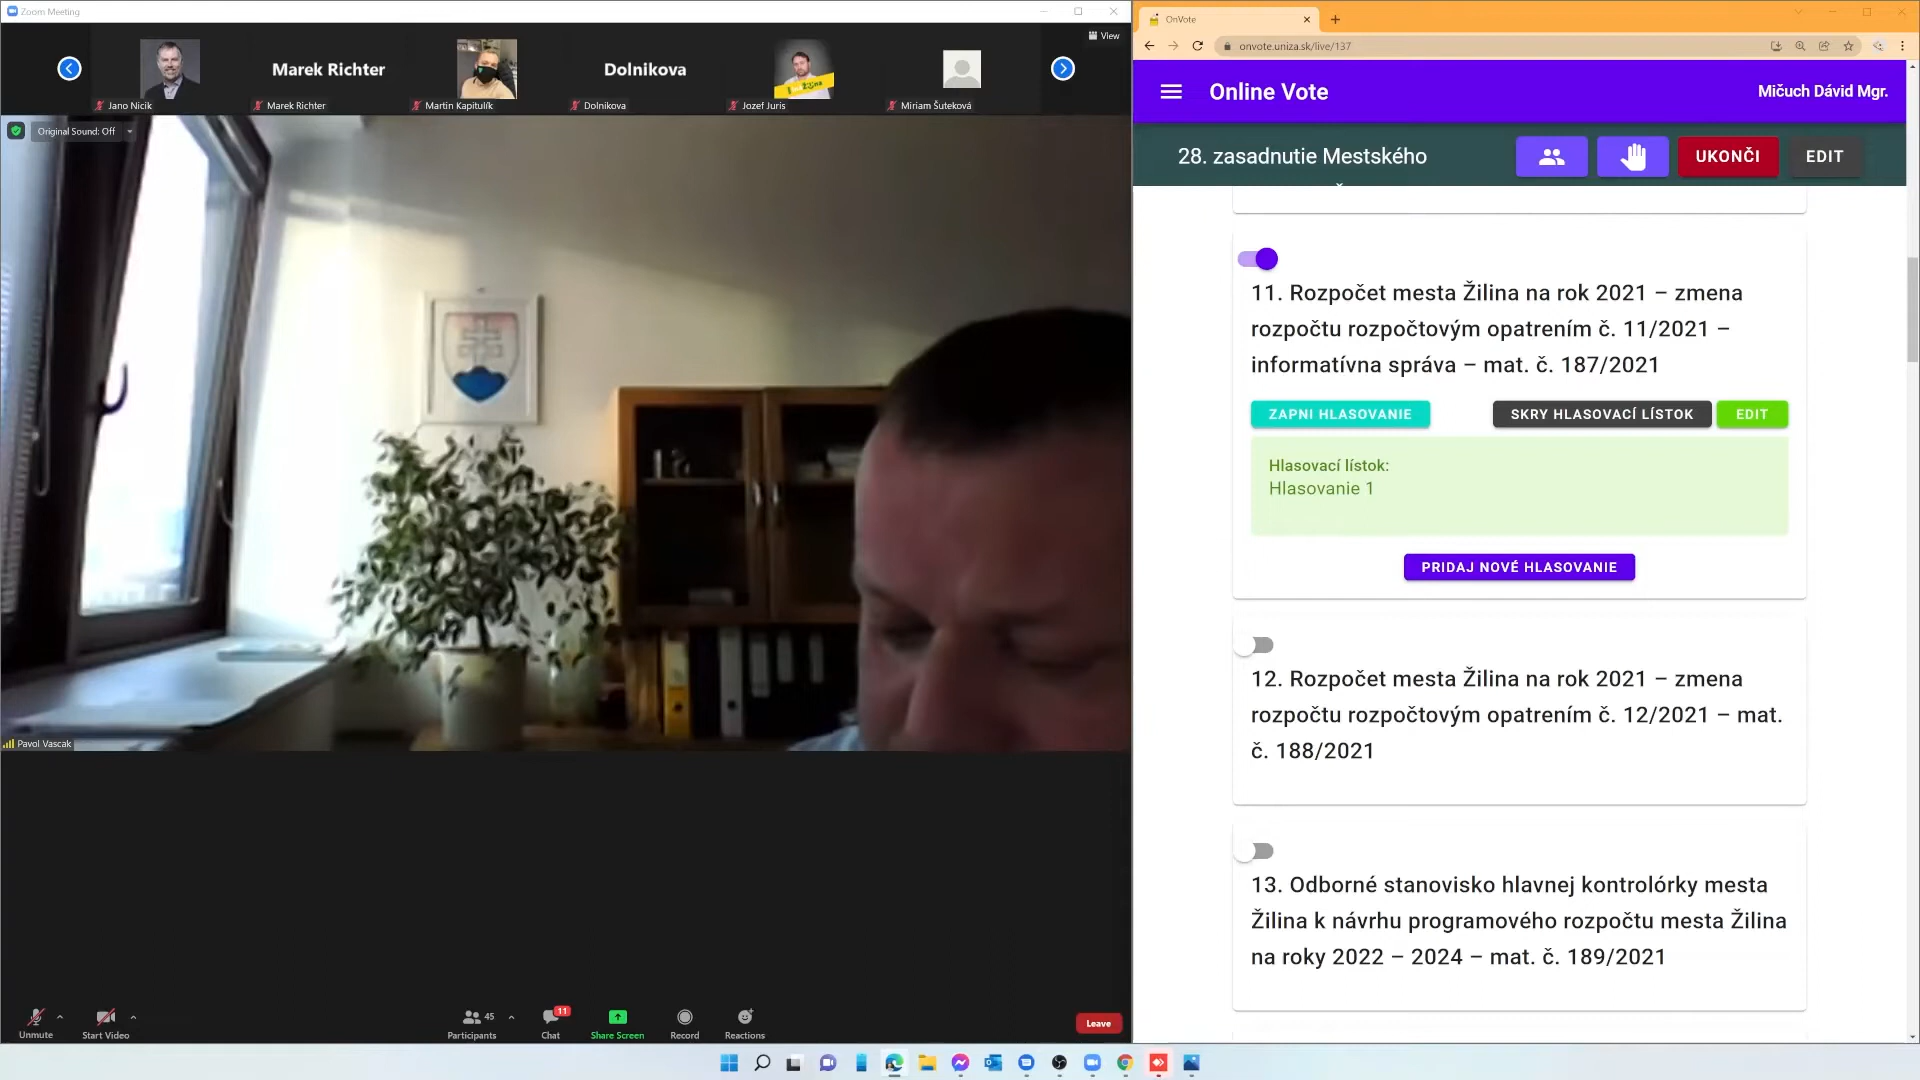 Zoom Meeting
View
Marek Richter
Dolnikova
Jano Nicik
Marek Richter
Martin Kapitulík
Dolnikova
Jozef Juris
Miriam Šuteková
Original Sound: Off
Pavol Vascak
Unmute
Start Video
45
Participants
11
Chat
Share Screen
Record
Reactions
Leave
OnVote
onvote.uniza.sk/live/137
Online Vote
Mičuch Dávid Mgr.
28. zasadnutie Mestského
UKONČI
EDIT
11. Rozpočet mesta Žilina na rok 2021 – zmena
rozpočtu rozpočtovým opatrením č. 11/2021 –
informatívna správa – mat. č. 187/2021
ZAPNI HLASOVANIE
SKRY HLASOVACÍ LÍSTOK
EDIT
Hlasovací lístok:
Hlasovanie 1
PRIDAJ NOVÉ HLASOVANIE
12. Rozpočet mesta Žilina na rok 2021 – zmena
rozpočtu rozpočtovým opatrením č. 12/2021 – mat.
č. 188/2021
13. Odborné stanovisko hlavnej kontrolórky mesta
Žilina k návrhu programového rozpočtu mesta Žilina
na roky 2022 – 2024 – mat. č. 189/2021